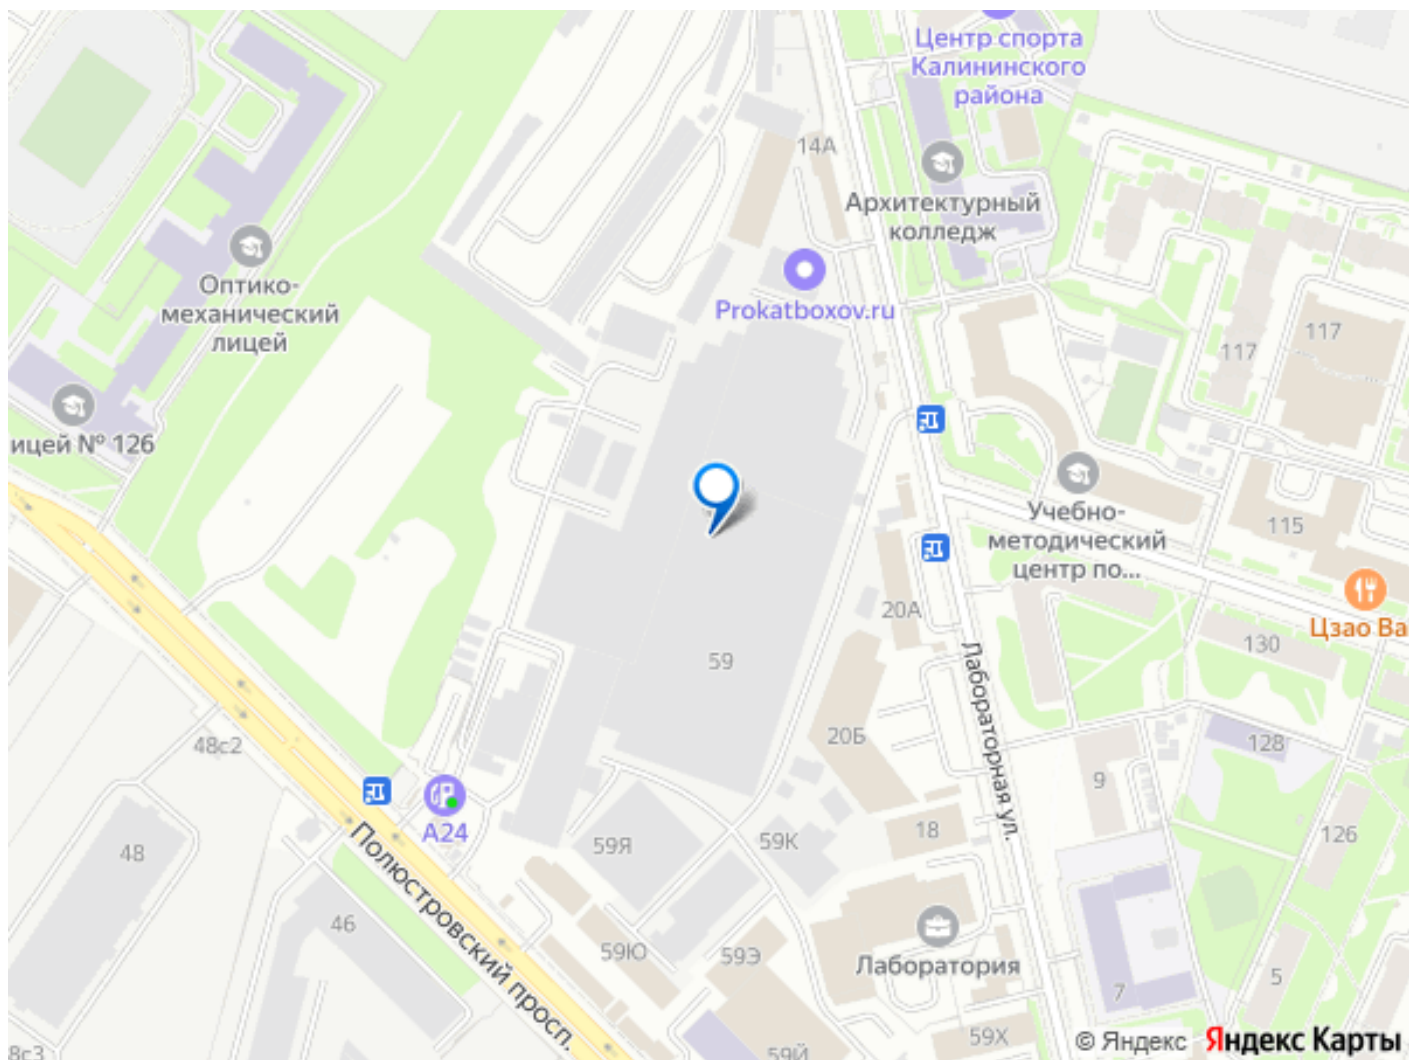 Центр спорта
Калининского
района
14А
Архитектурный
колледж
Оптико-
механический
лицей
Prokatboxov.ru
117
117
ицей № 126
Учебно-
методический
центр по...
115
20А
Цзао Ва
130
59
Лабораторная ул.
20Б
48с2
128
9
А24
18
126
59Я
59К
48
Полюстровский просп.
46
59Ю
59Э
Лаборатория
5
7
59Х
59Й
8с3
© Яндекс Яндекс Карты